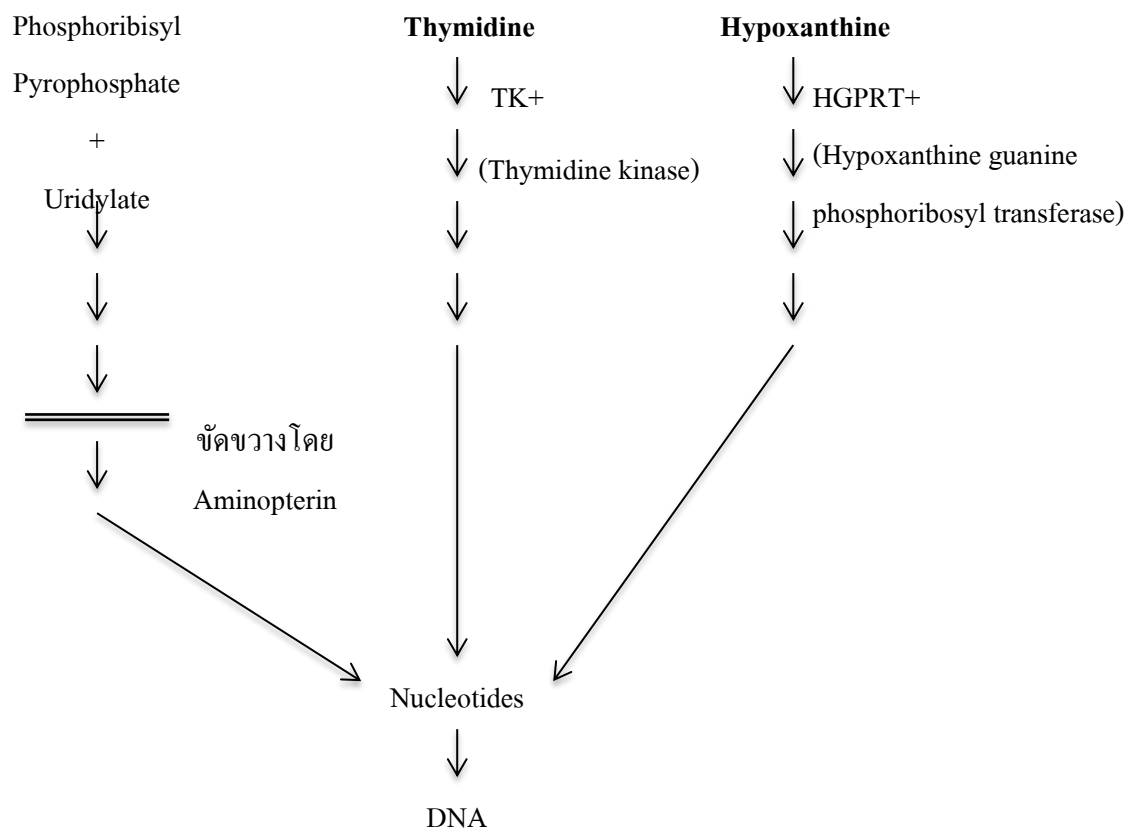 Phosphoribisyl
Pyrophosphate
+
Uridylate
Thymidine
TK+
(Thymidine kinase)
Hypoxanthine
HGPRT+
(Hypoxanthine guanine
phosphoribosyl transferase)
ขัดขวางโดย
Aminopterin
Nucleotides
DNA